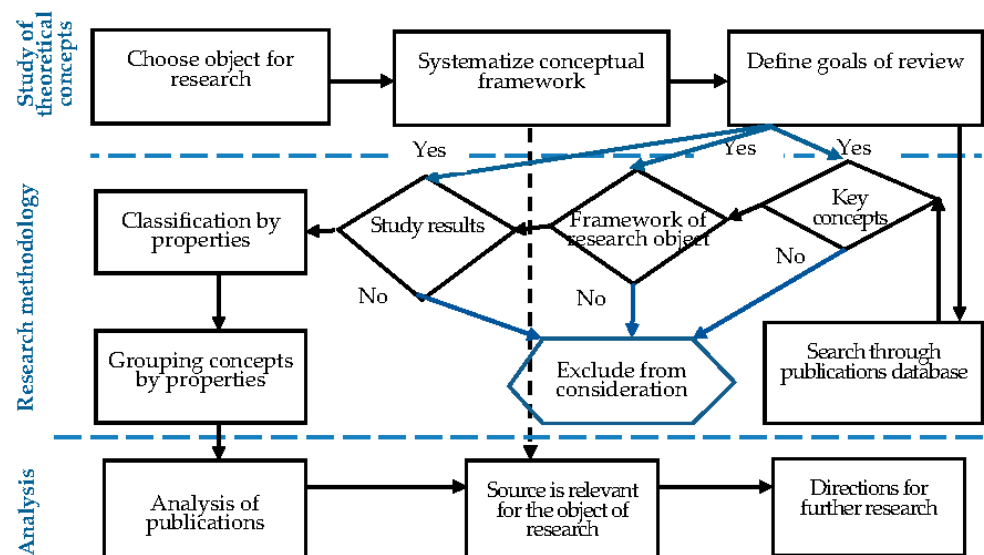 Study of
theoretical
concepts
Choose object for
research
Systematize conceptual
framework
Define goals of review
Yes
Yes
Yes
Research methodology
Classification by
properties
Study results
Framework of
research object
Key
concepts
No
No
No
Grouping concepts
by properties
Exclude from
consideration
Search through
publications database
Analysis
Analysis of
publications
Source is relevant
for the object of
research
Directions for
further research